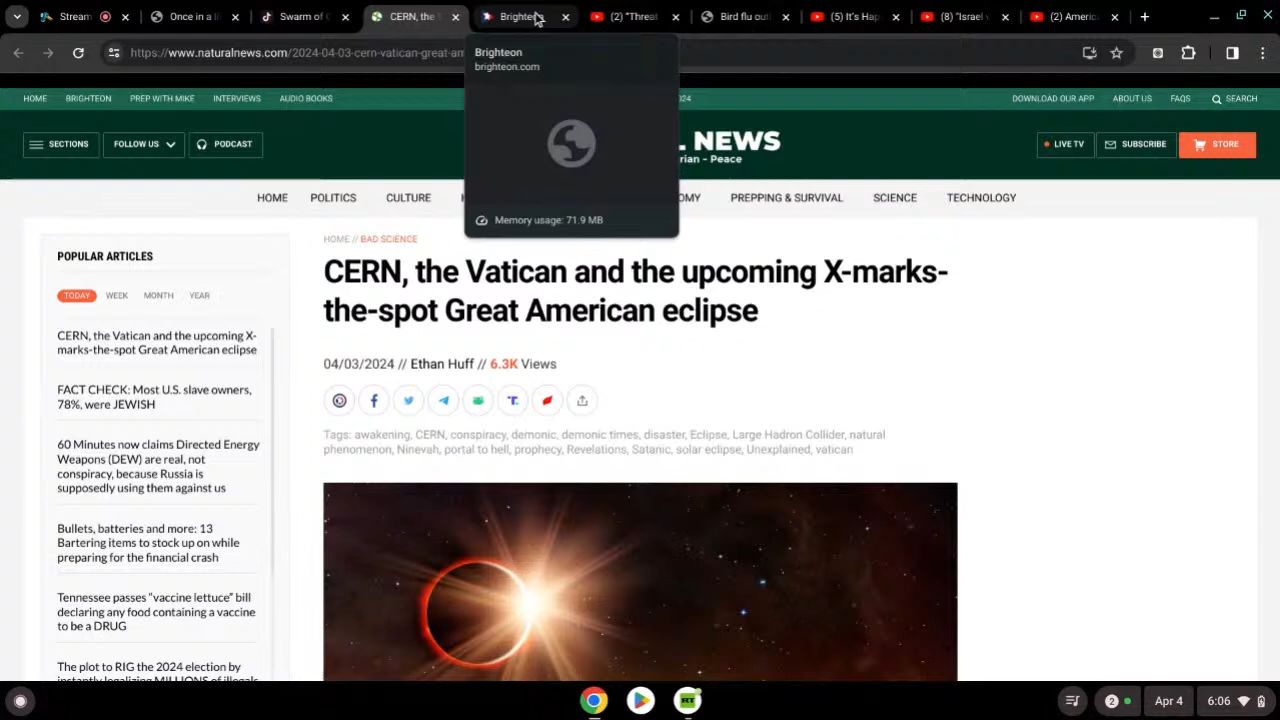 Stream
Once in a li
Swarm of
CERN, the
Brighteon
(2) "Threat
Bird flu out
(5) It's Hap
(8) "Israel
(2) Americ
https://www.naturalnews.com/2024-04-03-cern-vatican-great-am
Brighteon
brighteon.com
Memory usage: 71.9 MB
HOME
BRIGHTEON
PREP WITH MIKE
INTERVIEWS
AUDIO BOOKS
024
DOWNLOAD OUR APP
ABOUT US
FAQS
SEARCH
SECTIONS
FOLLOW US
PODCAST
L NEWS
rian - Peace
LIVE TV
SUBSCRIBE
STORE
HOME
POLITICS
CULTURE
H
OMY
PREPPING & SURVIVAL
SCIENCE
TECHNOLOGY
POPULAR ARTICLES
TODAY
WEEK
MONTH
YEAR
CERN, the Vatican and the upcoming X-
marks-the-spot Great American eclipse
FACT CHECK: Most U.S. slave owners,
78%, were JEWISH
60 Minutes now claims Directed Energy
Weapons (DEW) are real, not
conspiracy, because Russia is
supposedly using them against us
Bullets, batteries and more: 13
Bartering items to stock up on while
preparing for the financial crash
Tennessee passes "vaccine lettuce" bill
declaring any food containing a vaccine
to be a DRUG
The plot to RIG the 2024 election by
instantly legalizing MILLIONS of illegals
HOME // BAD SCIENCE
CERN, the Vatican and the upcoming X-marks-
the-spot Great American eclipse
04/03/2024 // Ethan Huff // 6.3K Views
Tags: awakening, CERN, conspiracy, demonic, demonic times, disaster, Eclipse, Large Hadron Collider, natural
phenomenon, Ninevah, portal to hell, prophecy, Revelations, Satanic, solar eclipse, Unexplained, vatican
RT
2
Apr 4
6:06